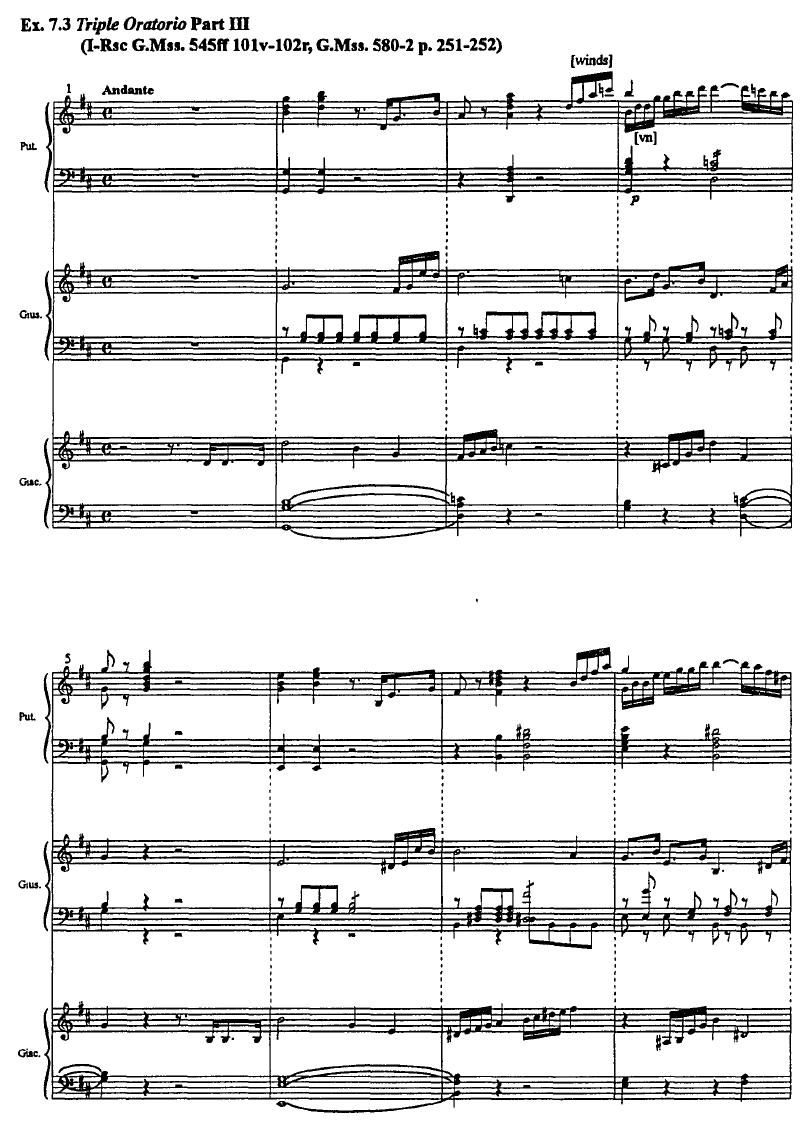 Ex. 7.3 Triple Oratorio Part III
(I-Rsc G.Mss. 545ff 101v-102r, G.Mss. 580-2 p. 251-252)
[winds]
1
Andante
Put.
[vn]
p
Gius.
Giac.
5
Put.
Gius.
Giac.